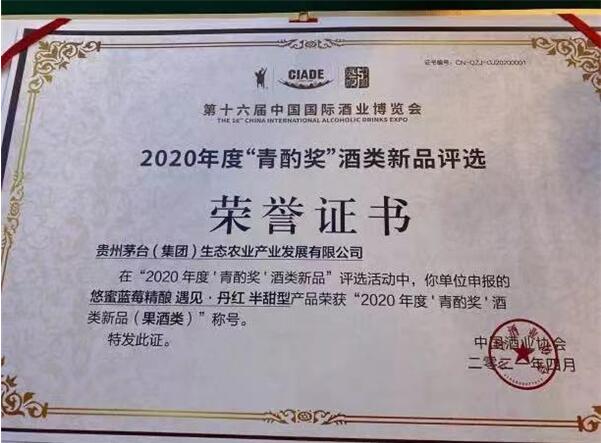 证书编号：CN-QZJ-GJ20200001
CIADE
第十六届中国国际酒业博览会
THE 16th CHINA INTERNATIONAL ALCOHOLIC DRINKS EXPO
2020年度“青酌奖”酒类新品评选
荣誉证书
贵州茅台（集团）生态农业产业发展有限公司
在“2020年度‘青酌奖’酒类新品”评选活动中，你单位申报的
悠蜜蓝莓精酿 遇见·丹红 半甜型产品荣获“2020年度‘青酌奖’酒
类新品（果酒类）”称号。
特发此证。
中国酒业协会
二零二一年四月